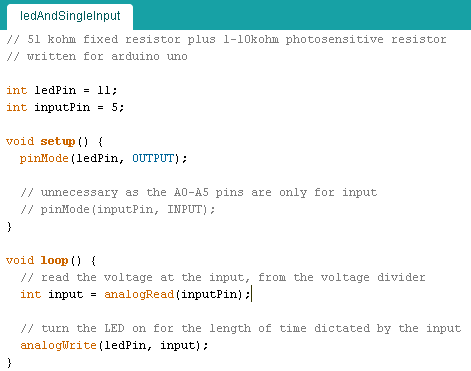 ledAndSingleInput
// 51 kohm fixed resistor plus 1-10kohm photosensitive resistor
// written for arduino uno
int ledPin = 11;
int inputPin = 5;
void setup() {
pinMode(ledPin, OUTPUT);
// unnecessary as the A0-A5 pins are only for input
// pinMode(inputPin, INPUT);
}
void loop() {
// read the voltage at the input, from the voltage divider
int input = analogRead(inputPin);
// turn the LED on for the length of time dictated by the input
analogWrite(ledPin, input);
}